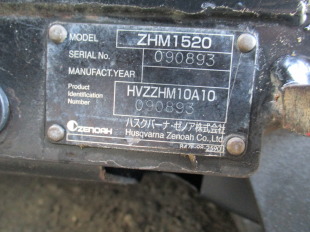 MODEL ZHM1520
SERIAL No. 090893
MANUFACT.YEAR
Product Identification Number HVZZHM10A10
090893
ZENOAH ハスクバーナ・ゼノア株式会社
Husqvarna Zenoah Co.,Ltd.